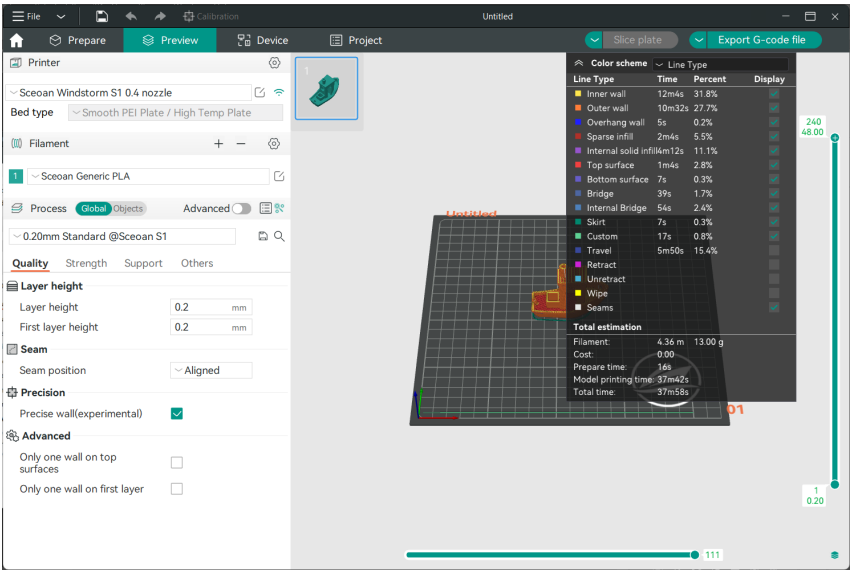 File
Calibration
Untitled
Prepare
Preview
Device
Project
Slice plate
Export G-code file
Printer
Sceoan Windstorm S1 0.4 nozzle
Bed type
Smooth PEI Plate / High Temp Plate
Filament
1
Sceoan Generic PLA
Process
Global
Objects
Advanced
0.20mm Standard @Sceoan S1
Quality
Strength
Support
Others
Layer height
Layer height 0.2 mm
First layer height 0.2 mm
Seam
Seam position Aligned
Precision
Precise wall(experimental)
Advanced
Only one wall on top
surfaces
Only one wall on first layer
1
Untitled
01
Color scheme Line Type
Line Type Time Percent Display
Inner wall 12m4s 31.8%
Outer wall 10m32s 27.7%
Overhang wall 5s 0.2%
Sparse infill 2m4s 5.5%
Internal solid infill 4m12s 11.1%
Top surface 1m4s 2.8%
Bottom surface 7s 0.3%
Bridge 39s 1.7%
Internal Bridge 54s 2.4%
Skirt 7s 0.3%
Custom 17s 0.8%
Travel 5m50s 15.4%
Retract
Unretract
Wipe
Seams
Total estimation
Filament: 4.36 m 13.00 g
Cost: 0.00
Prepare time: 16s
Model printing time: 37m42s
Total time: 37m58s
240
48.00
1
0.20
111